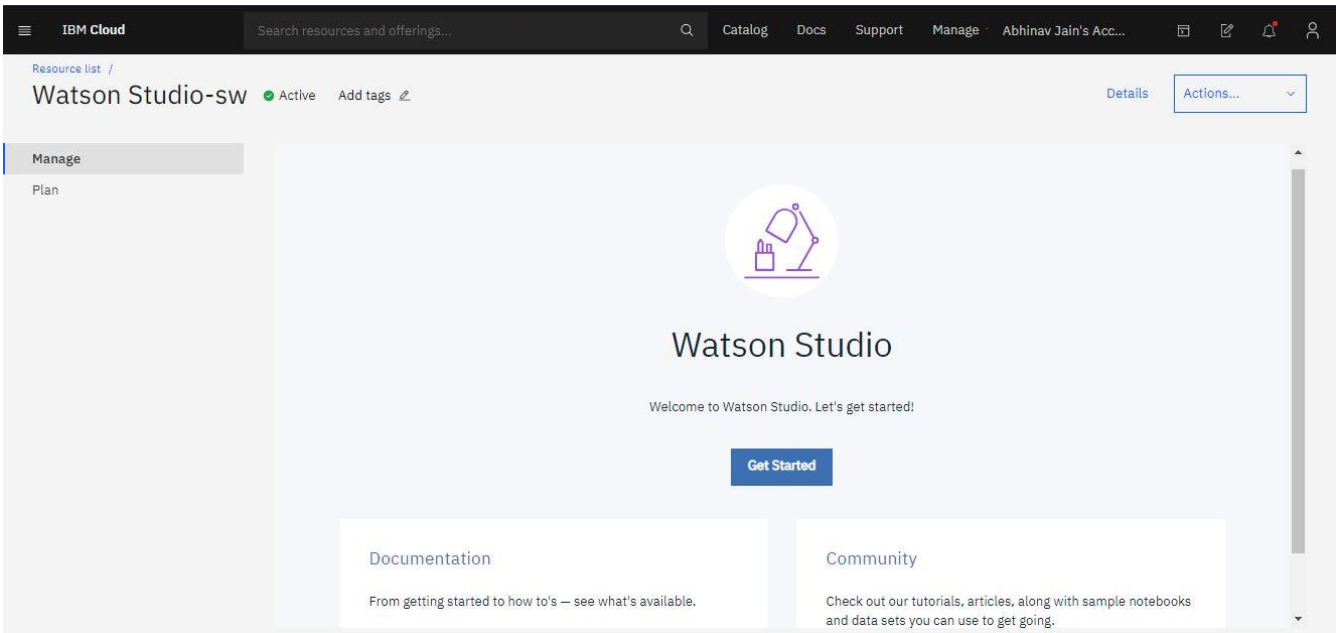 IBM Cloud
Search resources and offerings...
Catalog
Docs
Support
Manage
Abhinav Jain's Acc...
Resource list /
Watson Studio-sw
Active
Add tags
Details
Actions...
Manage
Plan
Watson Studio
Welcome to Watson Studio. Let's get started!
Get Started
Documentation
From getting started to how to's — see what's available.
Community
Check out our tutorials, articles, along with sample notebooks
and data sets you can use to get going.